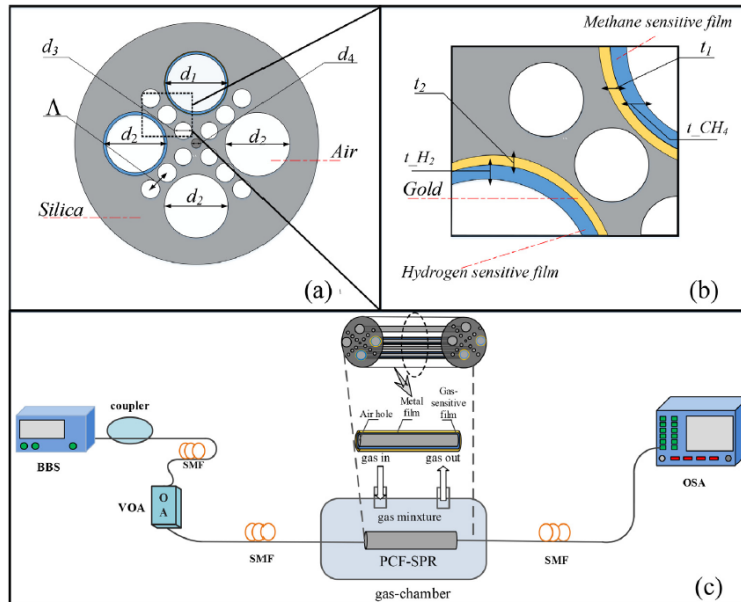 d3
d1
d4
Λ
d2
d2
Air
d2
Silica
(a)
Methane sensitive film
t1
t2
t_CH4
t_H2
Gold
Hydrogen sensitive film
(b)
coupler
BBS
SMF
VOA
O
A
SMF
Air hole
Metal
film
Gas-
sensitive
film
gas in
gas out
gas minxture
PCF-SPR
gas-chamber
SMF
OSA
(c)